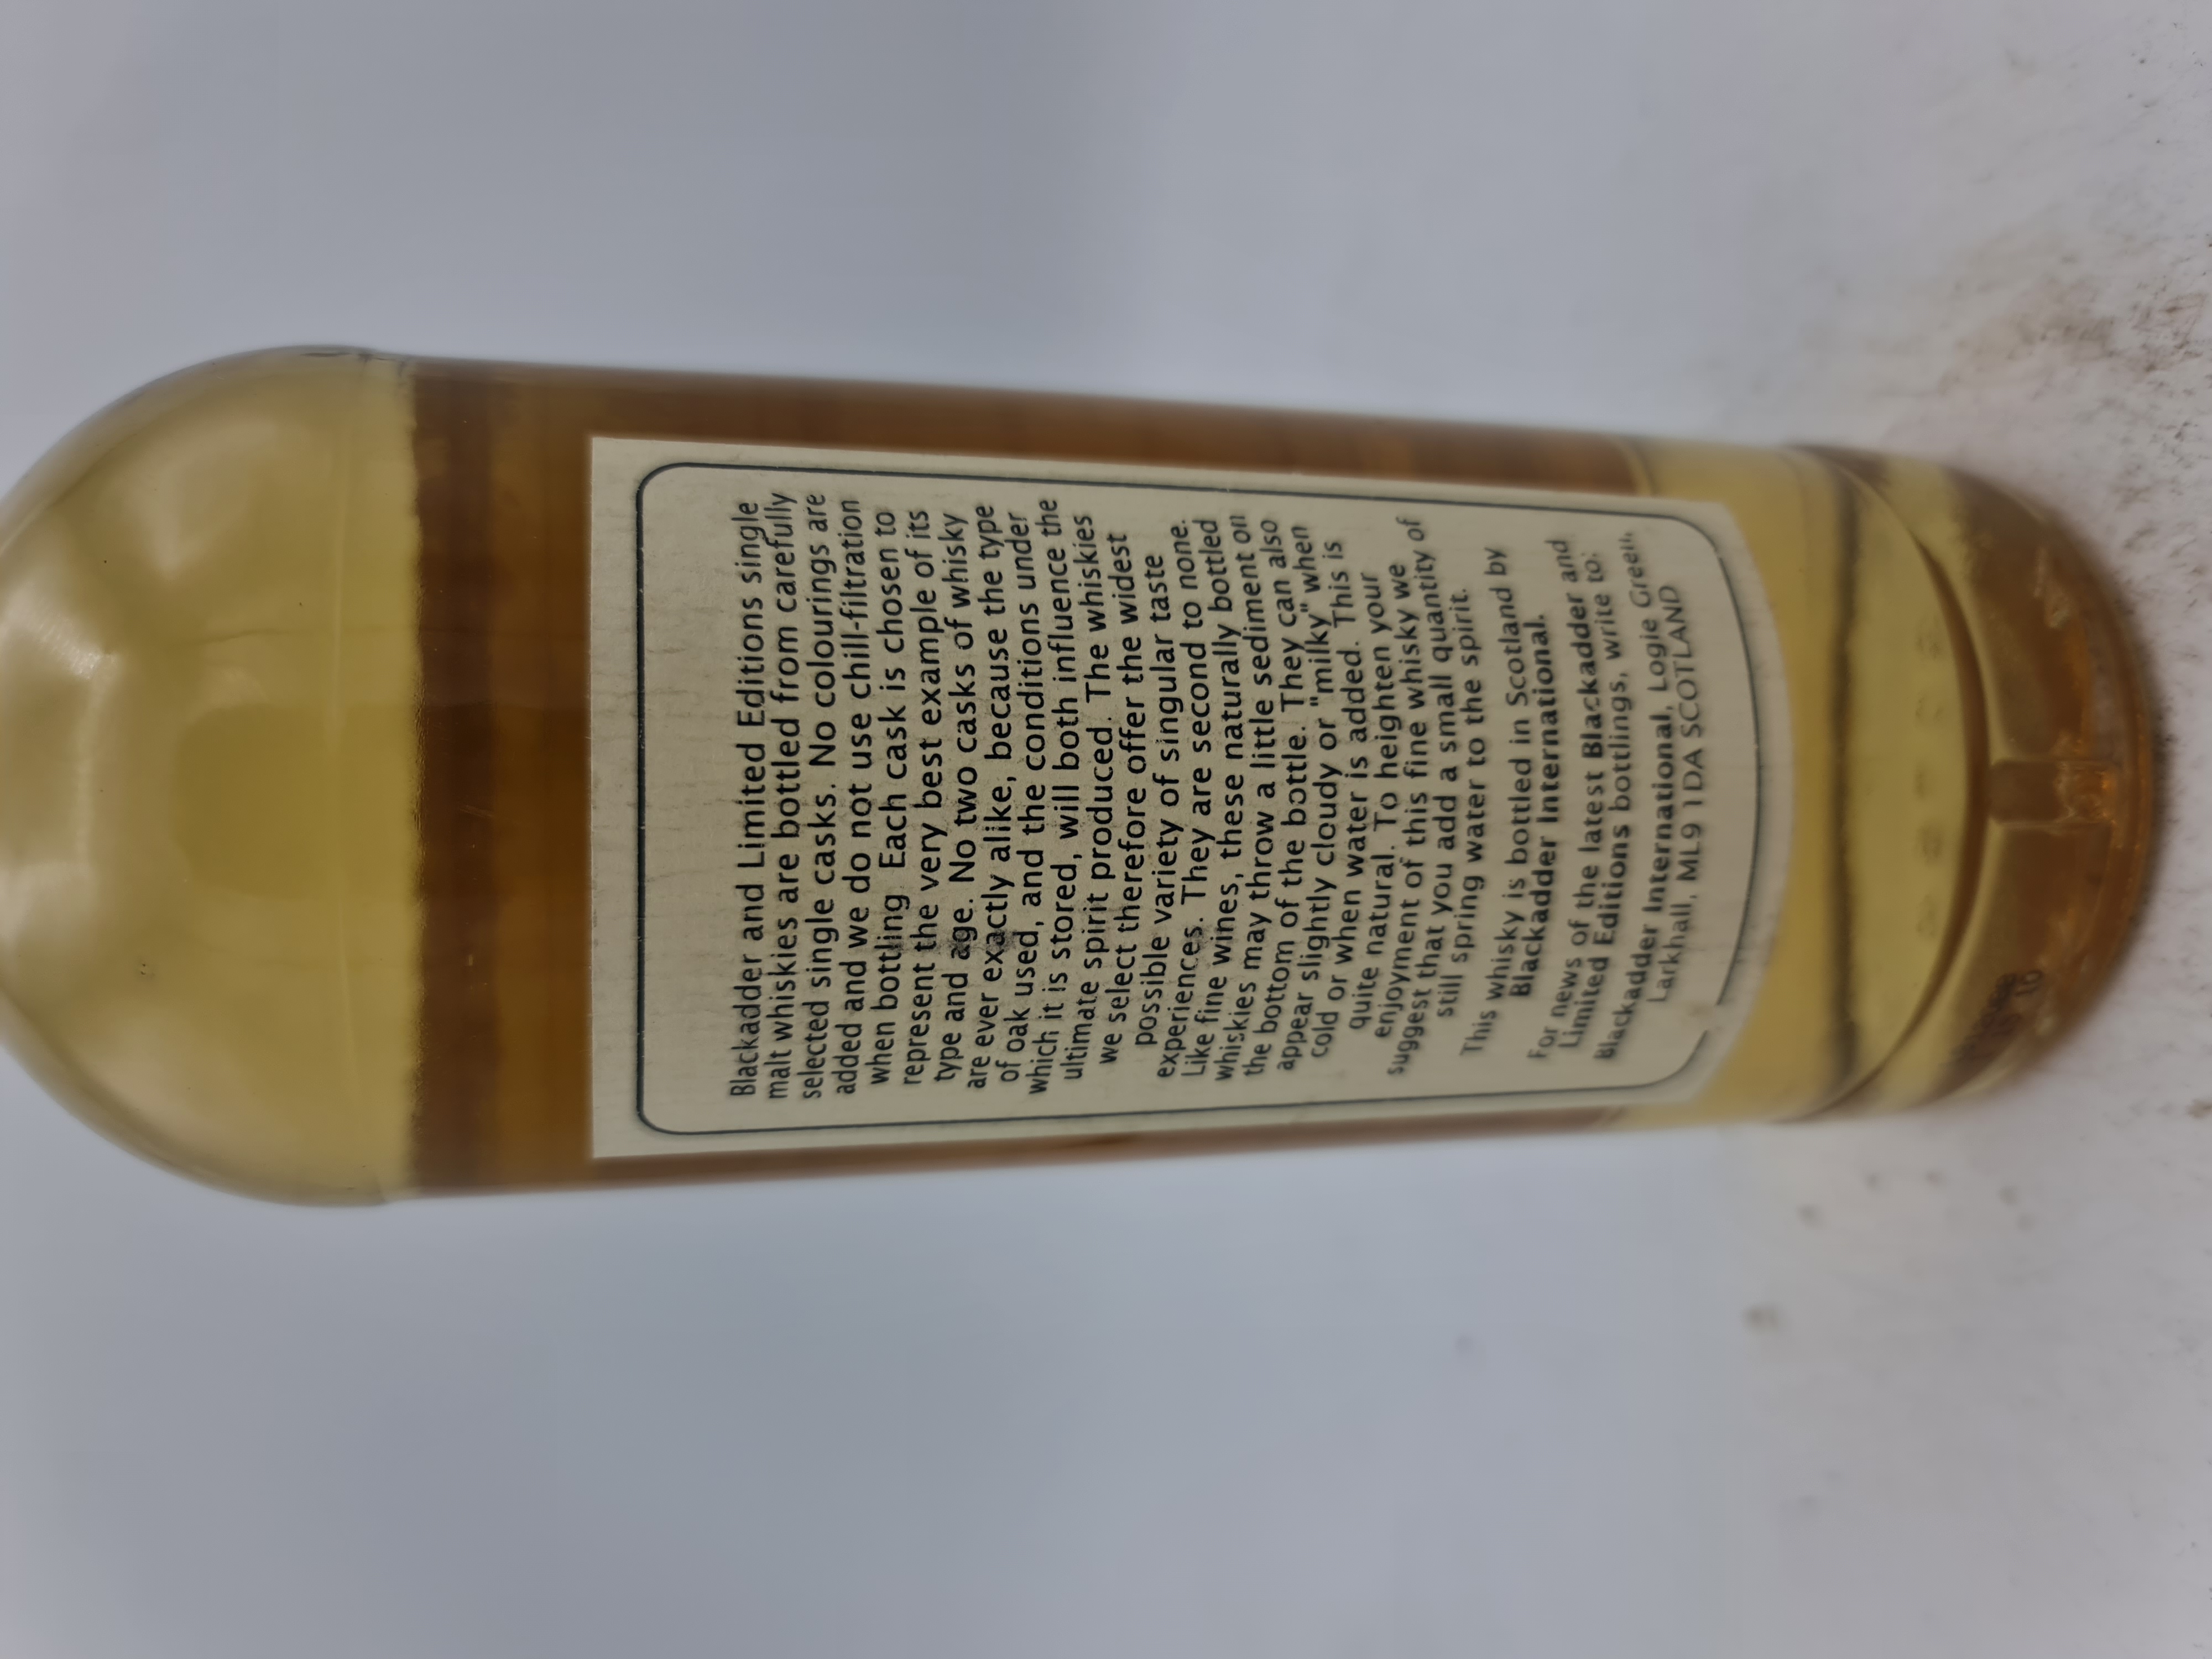 Blackadder and Limited Editions single
malt whiskies are bottled from carefully
selected single casks. No colourings are
added and we do not use chill-filtration
when bottling Each cask is chosen to
represent the very best example of its
type and age. No two casks of whisky
are ever exactly alike, because the type
of oak used, and the conditions under
which it is stored, will both influence the
ultimate spirit produced. The whiskies
we select therefore offer the widest
possible variety of singular taste
experiences. They are second to none.
Like fine wines, these naturally bottled
whiskies may throw a little sediment on
the bottom of the bottle. They can also
appear slightly cloudy or "milky" when
cold or when water is added. This is
quite natural. To heighten your
enjoyment of this fine whisky we
suggest that you add a small quantity of
still spring water to the spirit.
This whisky is bottled in Scotland by
Blackadder International.
For news of the latest Blackadder and
Limited Editions bottlings, write to:
Blackadder International, Logie Green,
Larkhall, ML9 1DA SCOTLAND